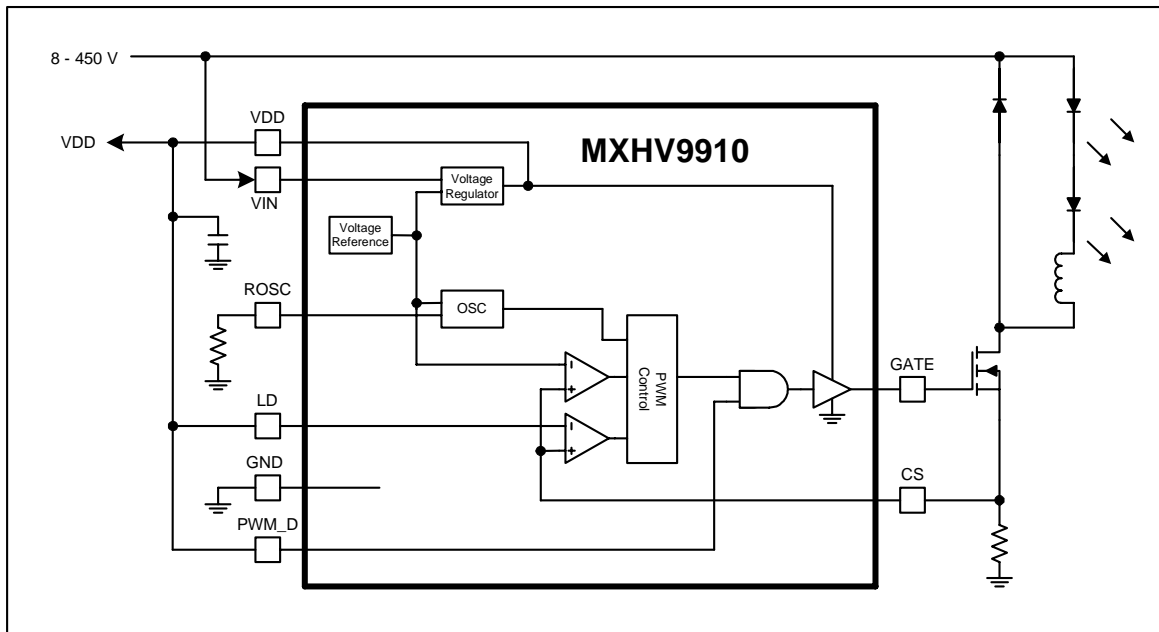 8 - 450 V
VDD
VDD
MXHV9910
VIN
Voltage
Regulator
Voltage
Reference
ROSC
OSC
PWM
Control
GATE
LD
GND
CS
PWM_D